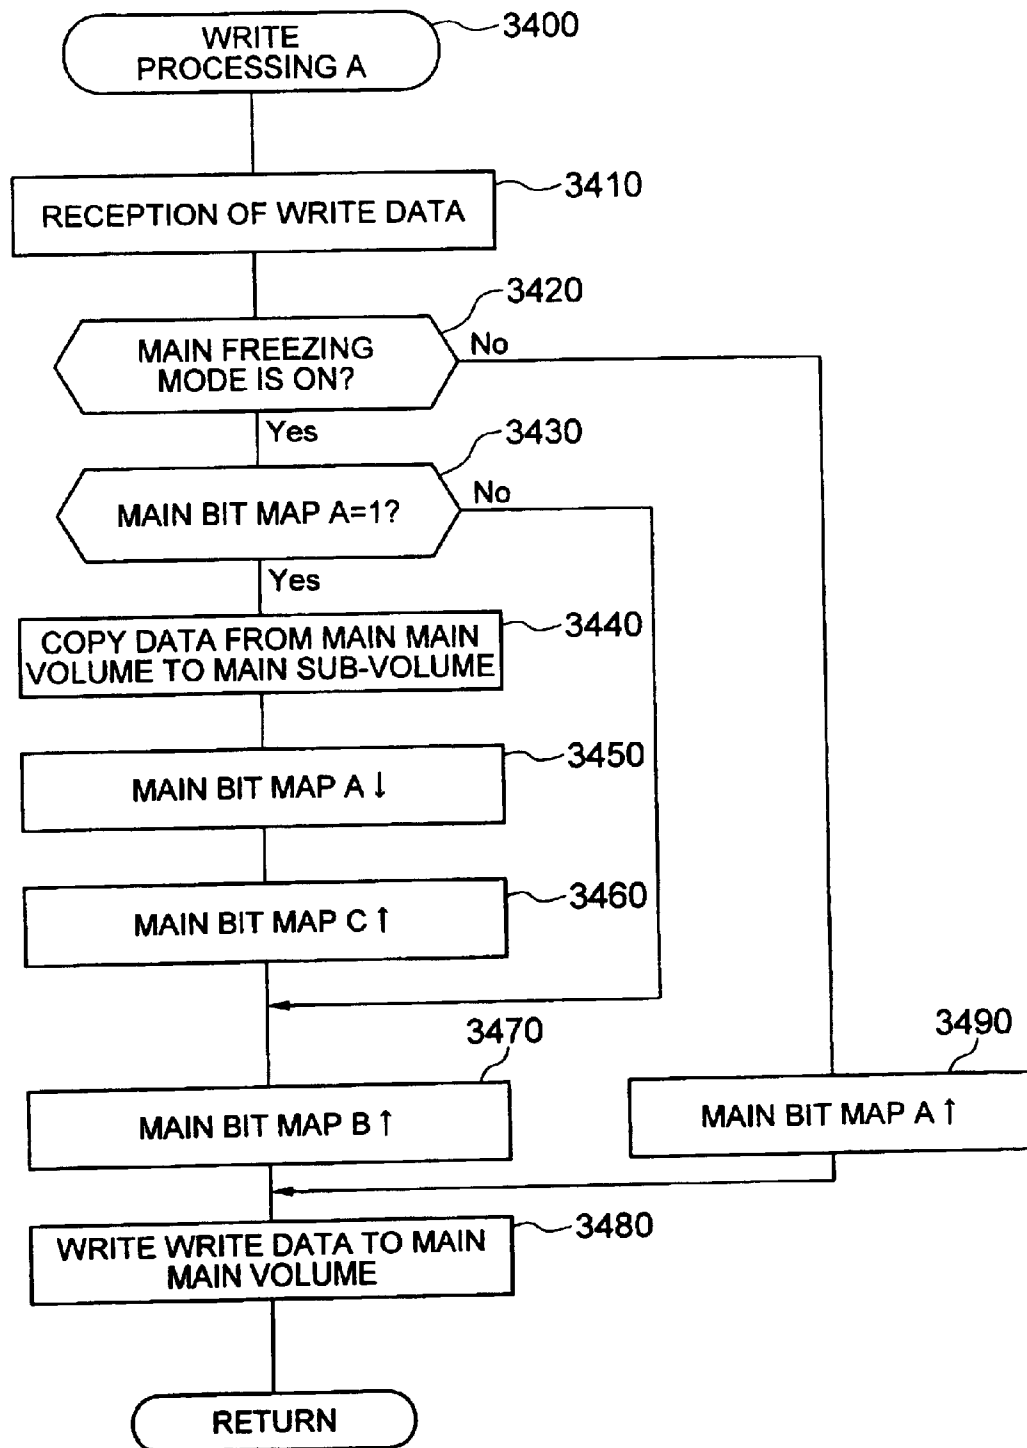 WRITE
PROCESSING A
3400
RECEPTION OF WRITE DATA
3410
MAIN FREEZING
MODE IS ON?
3420
No
Yes
MAIN BIT MAP A=1?
3430
No
Yes
COPY DATA FROM MAIN MAIN
VOLUME TO MAIN SUB-VOLUME
3440
MAIN BIT MAP A ↓
3450
MAIN BIT MAP C ↑
3460
MAIN BIT MAP B ↑
3470
MAIN BIT MAP A ↑
3490
WRITE WRITE DATA TO MAIN
MAIN VOLUME
3480
RETURN